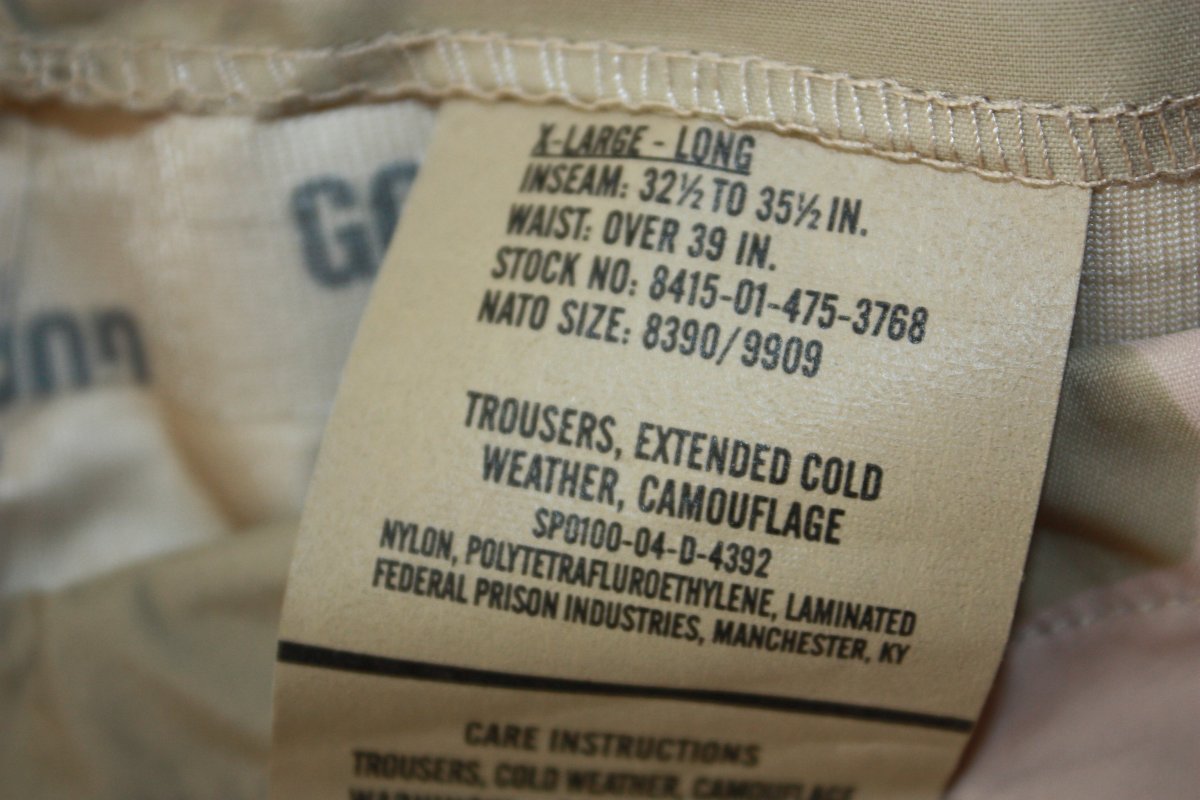 X-LARGE - LONG
INSEAM: 32½ TO 35½ IN.
WAIST: OVER 39 IN.
STOCK NO: 8415-01-475-3768
NATO SIZE: 8390/9909
TROUSERS, EXTENDED COLD
WEATHER, CAMOUFLAGE
SP0100-04-D-4392
NYLON, POLYTETRAFLUROETHYLENE, LAMINATED
FEDERAL PRISON INDUSTRIES, MANCHESTER, KY
CARE INSTRUCTIONS
TROUSERS, COLD WEATHER, CAMOUFLAGE